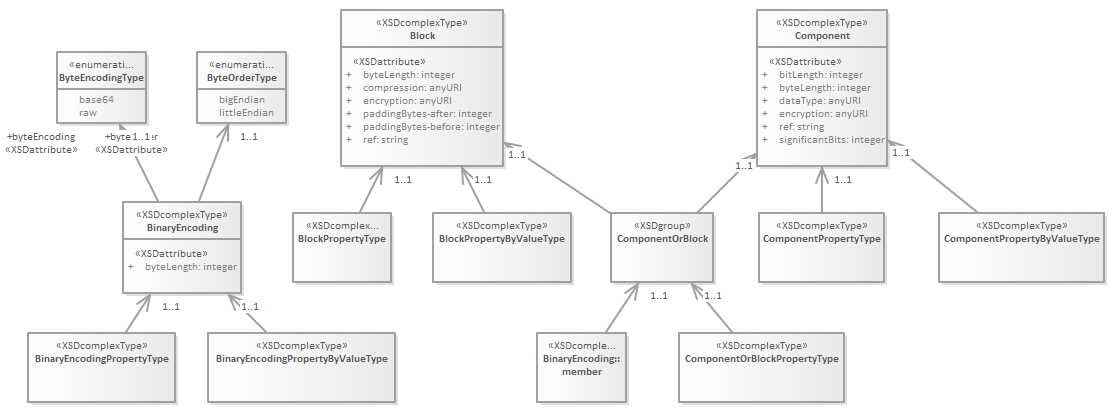 «XSDcomplexType»
Block
«XSDattribute»
+ byteLength: integer
+ compression: anyURI
+ encryption: anyURI
+ paddingBytes-after: integer
+ paddingBytes-before: integer
+ ref: string
«XSDcomplexType»
Component
«XSDattribute»
+ bitLength: integer
+ byteLength: integer
+ dataType: anyURI
+ encryption: anyURI
+ ref: string
+ significantBits: integer
«enumerati...
ByteEncodingType
base64
raw
«enumerati...
ByteOrderType
bigEndian
littleEndian
+byteEncoding
«XSDattribute»
1..1
«XSDattribute»
1..1
1..1
1..1
1..1
1..1
1..1
1..1
«XSDcomplexType»
BinaryEncoding
«XSDattribute»
+ byteLength: integer
«XSDcomple...
BlockPropertyType
«XSDcomplexType»
BlockPropertyByValueType
«XSDgroup»
ComponentOrBlock
«XSDcomplexType»
ComponentPropertyType
«XSDcomplexType»
ComponentPropertyByValueType
1..1
1..1
1..1
1..1
«XSDcomplexType»
BinaryEncodingPropertyType
«XSDcomplexType»
BinaryEncodingPropertyByValueType
«XSDcomple...
BinaryEncoding::
member
«XSDcomplexType»
ComponentOrBlockPropertyType